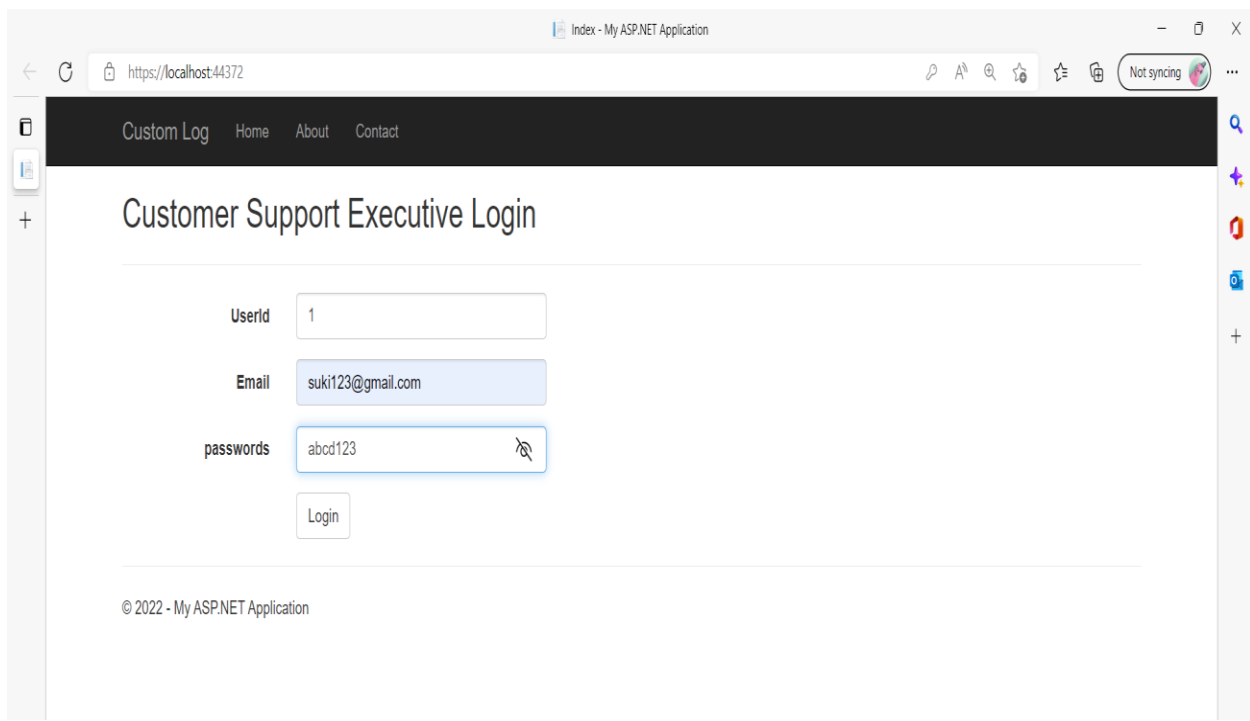 Index - My ASP.NET Application
https://localhost:44372
Not syncing
Custom Log Home About Contact
Customer Support Executive Login
UserId 1
Email suki123@gmail.com
passwords abcd123
Login
© 2022 - My ASP.NET Application